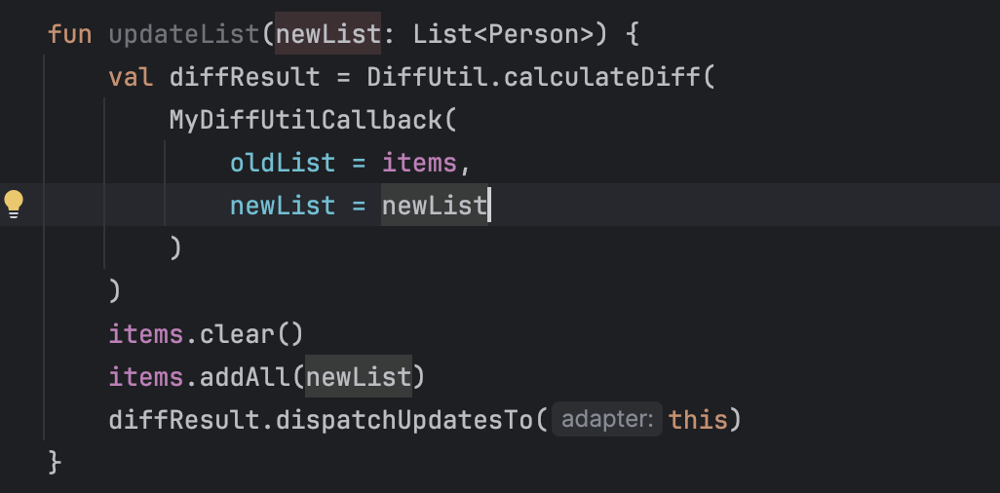 fun updateList(newList: List<Person>) {
    val diffResult = DiffUtil.calculateDiff(
        MyDiffUtilCallback(
            oldList = items,
            newList = newList
        )
    )
    items.clear()
    items.addAll(newList)
    diffResult.dispatchUpdatesTo( adapter: this)
}